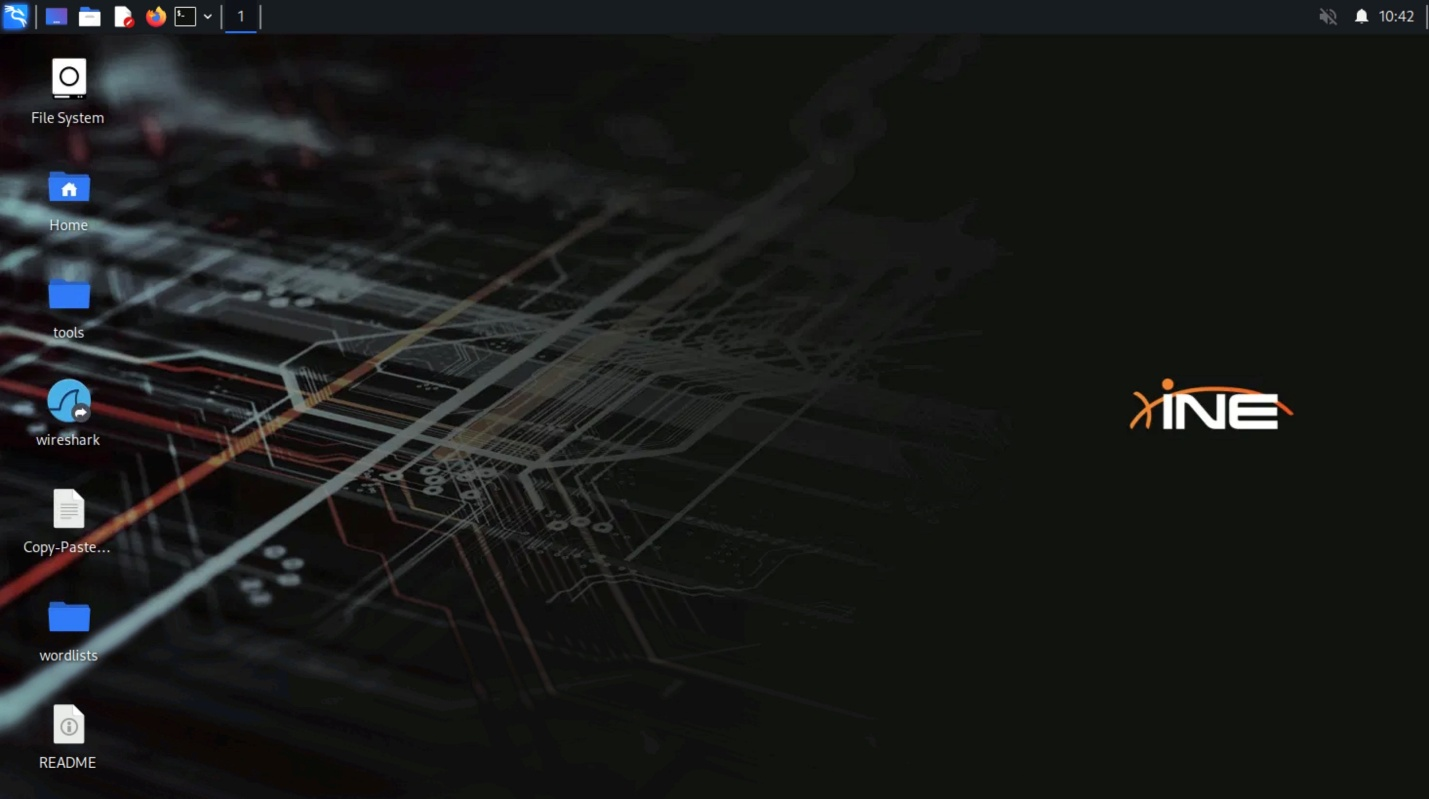 $_
1
10:42
File System
Home
tools
wireshark
Copy-Paste...
wordlists
README
INE